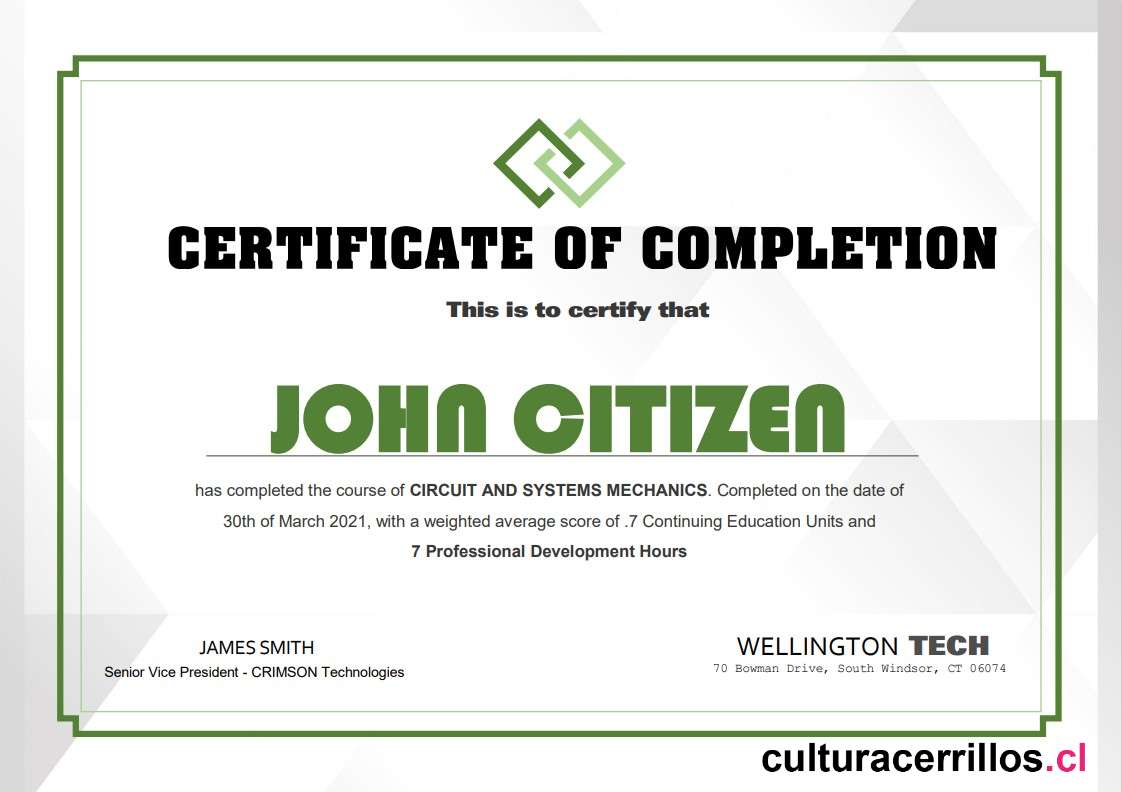 CERTIFICATE OF COMPLETION
This is to certify that
JOHN CITIZEN
has completed the course of CIRCUIT AND SYSTEMS MECHANICS. Completed on the date of
30th of March 2021, with a weighted average score of .7 Continuing Education Units and
7 Professional Development Hours
JAMES SMITH
Senior Vice President - CRIMSON Technologies
WELLINGTON TECH
70 Bowman Drive, South Windsor, CT 06074
culturacerrillos.cl